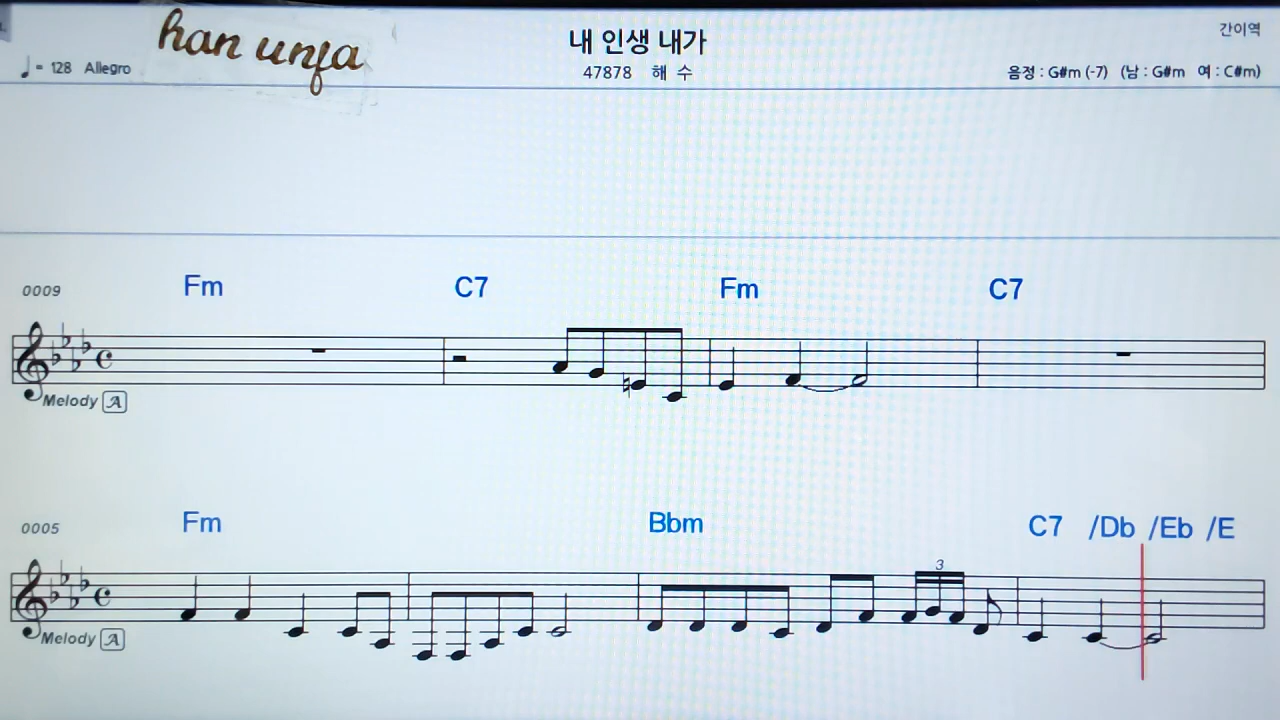 han unfa
내 인생 내가
간이역
♩= 128 Allegro
47878 해 수
음정 : G#m (-7) (남 : G#m 여 : C#m)
0009 Fm C7 Fm C7
Melody A
0005 Fm Bbm C7 /Db /Eb /E
3
Melody A